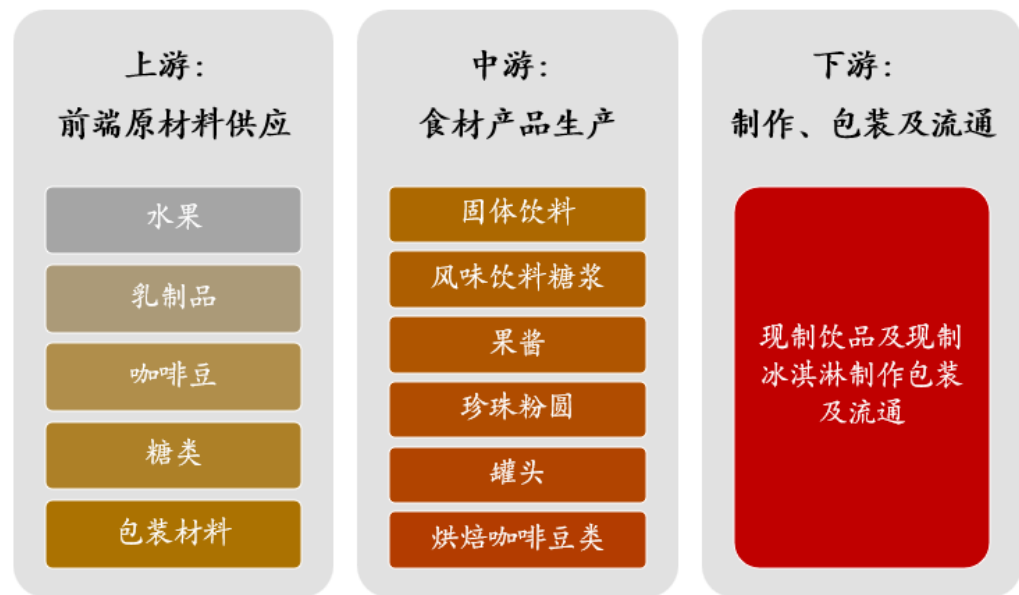 上游：
前端原材料供应
水果
乳制品
咖啡豆
糖类
包装材料
中游：
食材产品生产
固体饮料
风味饮料糖浆
果酱
珍珠粉圆
罐头
烘焙咖啡豆类
下游：
制作、包装及流通
现制饮品及现制
冰淇淋制作包装
及流通